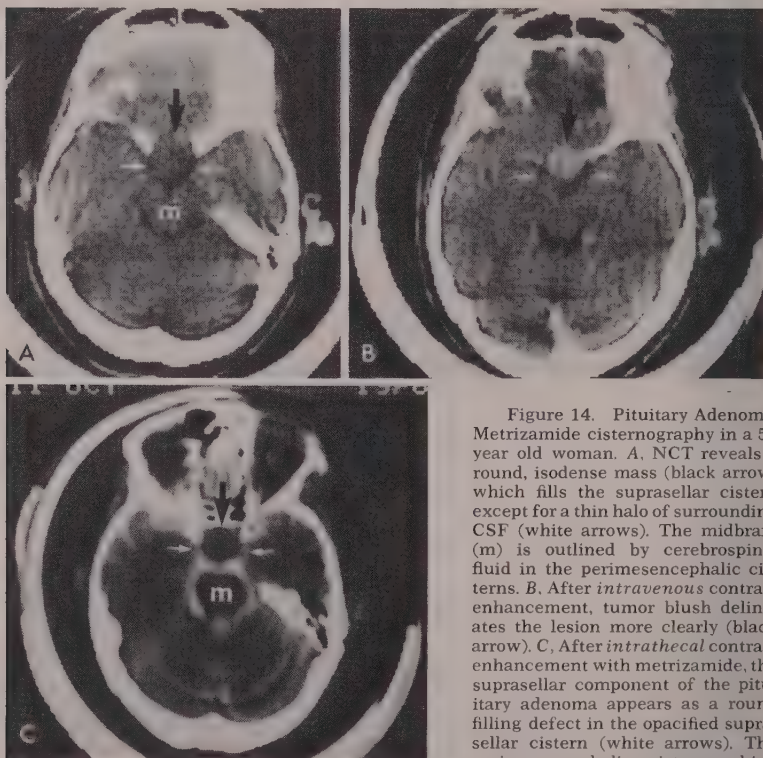 m
A
B
m
C
Figure 14. Pituitary Adenom
Metrizamide cisternography in a 5
year old woman. A, NCT reveals
round, isodense mass (black arrow
which fills the suprasellar cister
except for a thin halo of surroundin
CSF (white arrows). The midbra
(m) is outlined by cerebrospin
fluid in the perimesencephalic ci
terns. B, After intravenous contra
enhancement, tumor blush delin
ates the lesion more clearly (blac
arrow). C, After intrathecal contra
enhancement with metrizamide, th
suprasellar component of the pitu
itary adenoma appears as a roun
filling defect in the opacified supra
sellar cistern (white arrows). Th